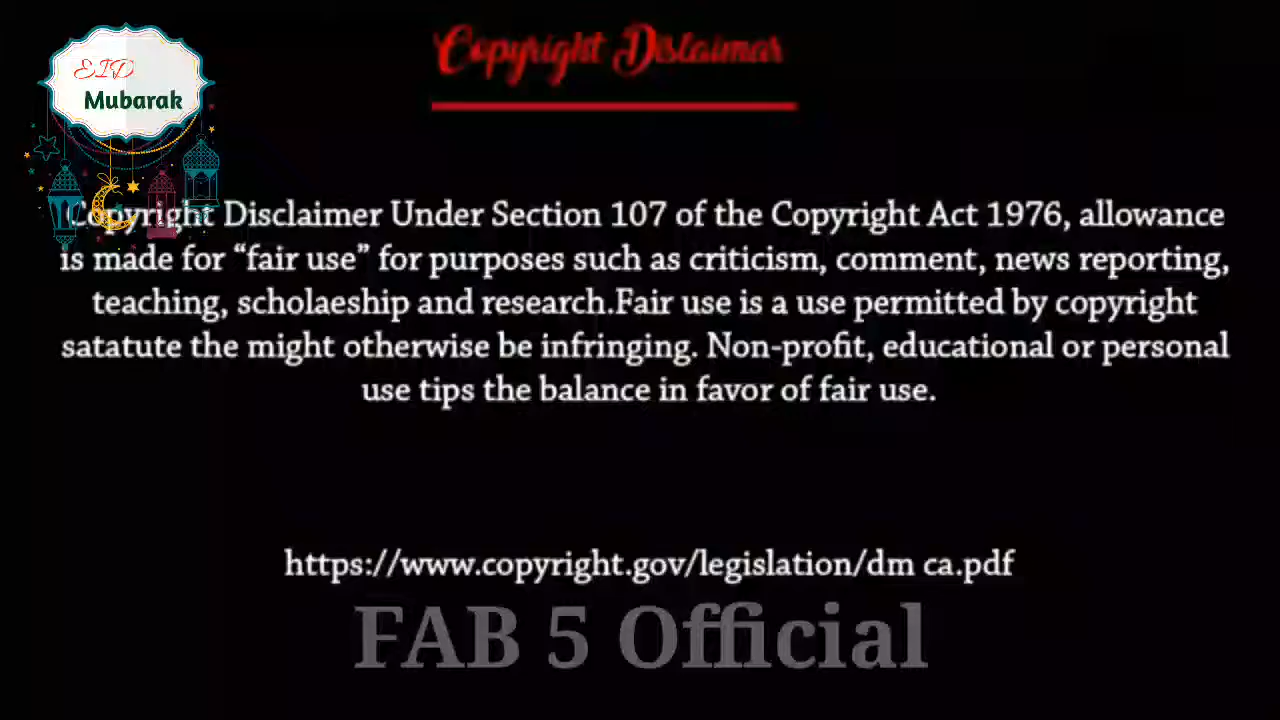 Copyright Dislaimar
EID
Mubarak
Copyright Disclaimer Under Section 107 of the Copyright Act 1976, allowance
is made for “fair use” for purposes such as criticism, comment, news reporting,
teaching, scholaeship and research.Fair use is a use permitted by copyright
satatute the might otherwise be infringing. Non-profit, educational or personal
use tips the balance in favor of fair use.
https://www.copyright.gov/legislation/dm ca.pdf
FAB 5 Official